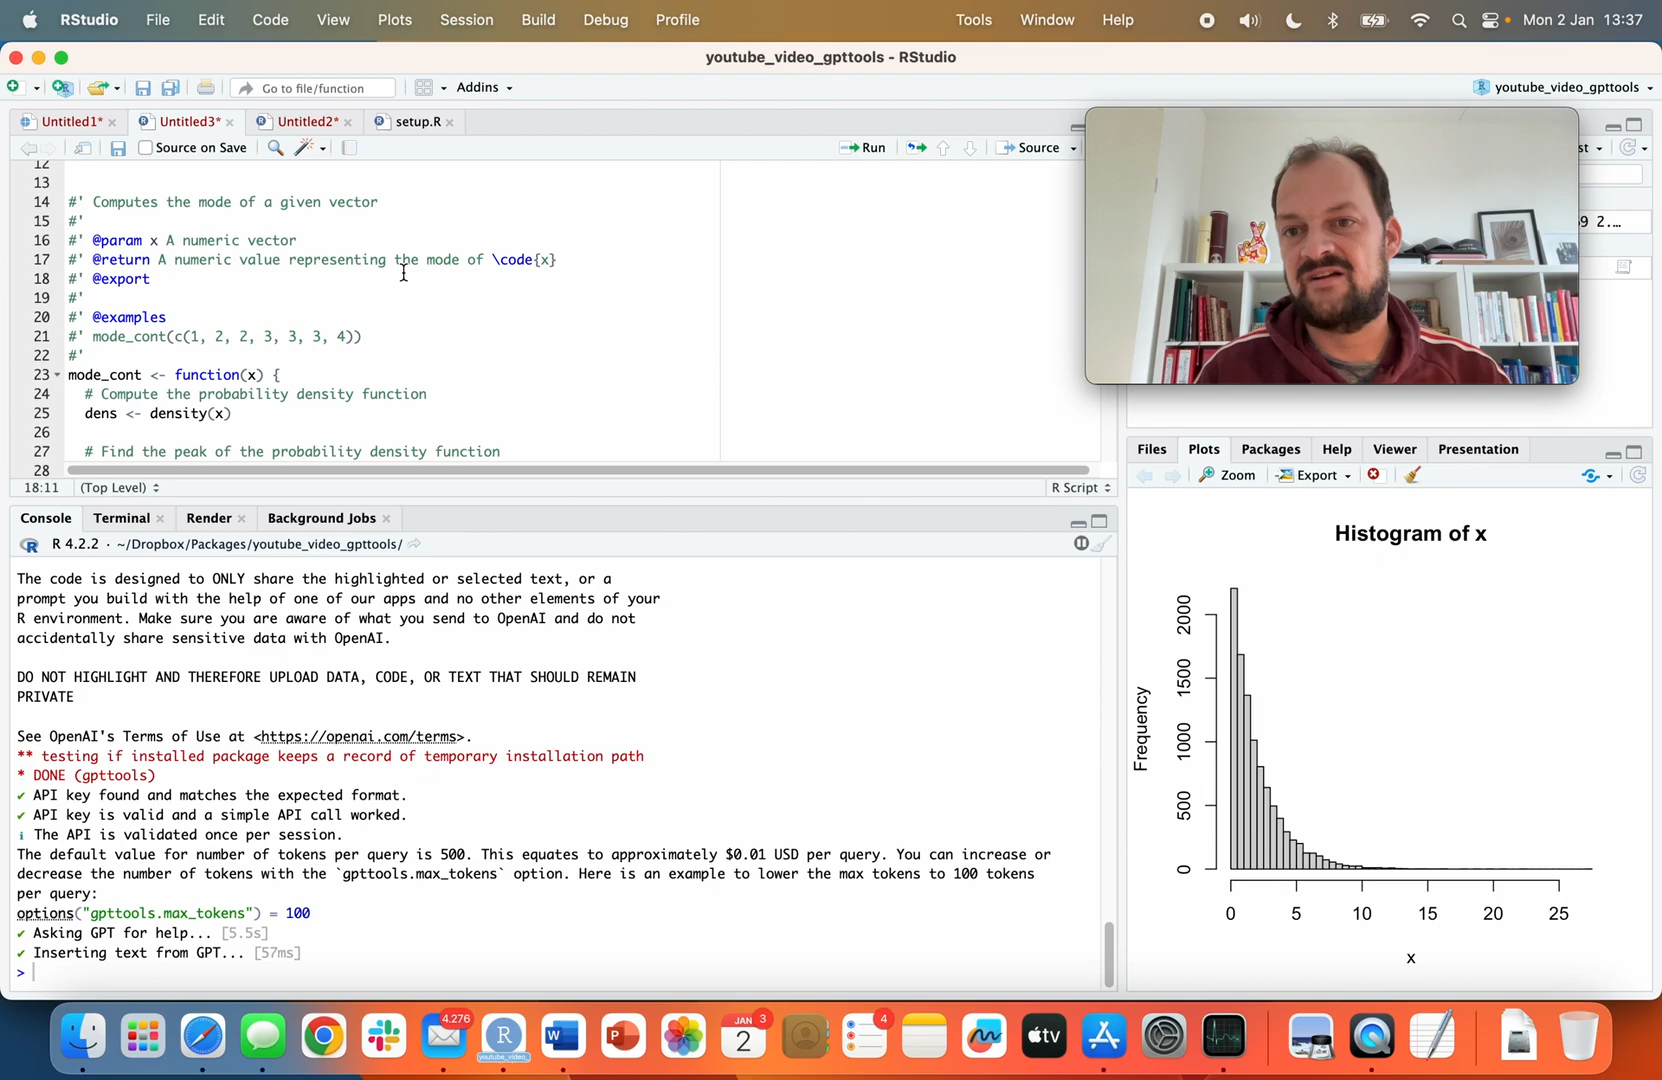 RStudio File Edit Code View Plots Session Build Debug Profile Tools Window Help Mon 2 Jan 13:37
youtube_video_gpttools - RStudio
Go to file/function Addins youtube_video_gpttools
Untitled1* Untitled3* Untitled2* setup.R
Source on Save Run Source
12
13
14 #' Computes the mode of a given vector
15 #'
16 #' @param x A numeric vector
17 #' @return A numeric value representing the mode of \code{x}
18 #' @export
19 #'
20 #' @examples
21 #' mode_cont(c(1, 2, 2, 3, 3, 3, 4))
22 #'
23 mode_cont <- function(x) {
24 # Compute the probability density function
25 dens <- density(x)
26
27 # Find the peak of the probability density function
28
18:11 (Top Level) R Script
st
9 2....
Console Terminal Render Background Jobs
R 4.2.2 · ~/Dropbox/Packages/youtube_video_gpttools/
The code is designed to ONLY share the highlighted or selected text, or a
prompt you build with the help of one of our apps and no other elements of your
R environment. Make sure you are aware of what you send to OpenAI and do not
accidentally share sensitive data with OpenAI.
DO NOT HIGHLIGHT AND THEREFORE UPLOAD DATA, CODE, OR TEXT THAT SHOULD REMAIN
PRIVATE
See OpenAI's Terms of Use at <https://openai.com/terms>.
** testing if installed package keeps a record of temporary installation path
* DONE (gpttools)
✔ API key found and matches the expected format.
✔ API key is valid and a simple API call worked.
ℹ The API is validated once per session.
The default value for number of tokens per query is 500. This equates to approximately $0.01 USD per query. You can increase or
decrease the number of tokens with the `gpttools.max_tokens` option. Here is an example to lower the max tokens to 100 tokens
per query:
options("gpttools.max_tokens") = 100
✔ Asking GPT for help... [5.5s]
✔ Inserting text from GPT... [57ms]
>
Files Plots Packages Help Viewer Presentation
Zoom Export
Histogram of x
Frequency
2000
1500
1000
500
0
0 5 10 15 20 25
x
4.276
R
youtube_video_
W
P
JAN 3
2
4
tv